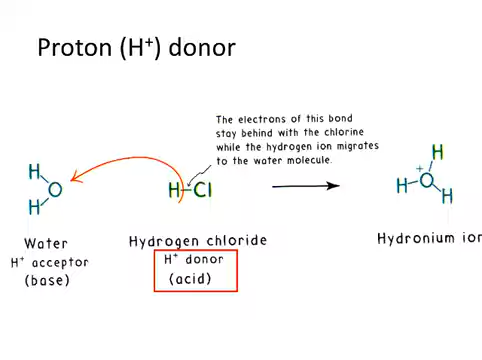 Proton (H⁺) donor
The electrons of this bond
stay behind with the chlorine
while the hydrogen ion migrates
to the water molecule.
H
O
H
H-Cl
H
+
H-O
H
Water
H⁺ acceptor
(base)
Hydrogen chloride
H⁺ donor
(acid)
Hydronium ion